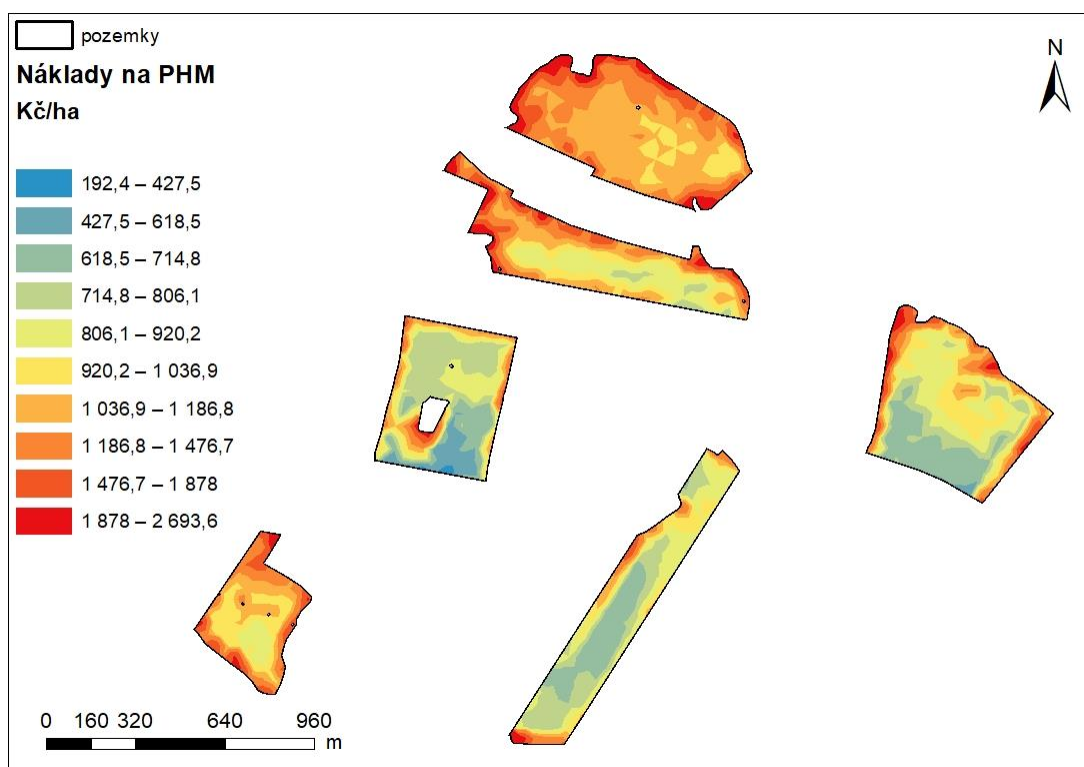 pozemky
Náklady na PHM
Kč/ha
192,4 – 427,5
427,5 – 618,5
618,5 – 714,8
714,8 – 806,1
806,1 – 920,2
920,2 – 1 036,9
1 036,9 – 1 186,8
1 186,8 – 1 476,7
1 476,7 – 1 878
1 878 – 2 693,6
N
0 160 320 640 960
m